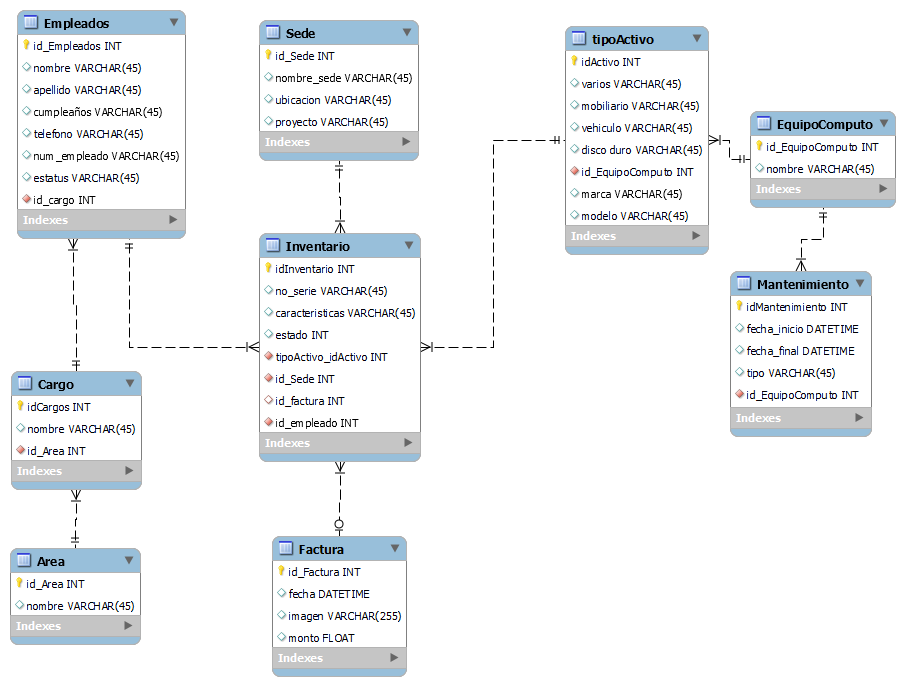 Empleados
id_Empleados INT
nombre VARCHAR(45)
apellido VARCHAR(45)
cumpleaños VARCHAR(45)
telefono VARCHAR(45)
num_empleado VARCHAR(45)
estatus VARCHAR(45)
id_cargo INT
Indexes
Sede
id_Sede INT
nombre_sede VARCHAR(45)
ubicacion VARCHAR(45)
proyecto VARCHAR(45)
Indexes
tipoActivo
idActivo INT
varios VARCHAR(45)
mobiliario VARCHAR(45)
vehiculo VARCHAR(45)
disco duro VARCHAR(45)
id_EquipoComputo INT
marca VARCHAR(45)
modelo VARCHAR(45)
Indexes
EquipoComputo
id_EquipoComputo INT
nombre VARCHAR(45)
Indexes
Inventario
idInventario INT
no_serie VARCHAR(45)
caracteristicas VARCHAR(45)
estado INT
tipoActivo_idActivo INT
id_Sede INT
id_factura INT
id_empleado INT
Indexes
Mantenimiento
idMantenimiento INT
fecha_inicio DATETIME
fecha_final DATETIME
tipo VARCHAR(45)
id_EquipoComputo INT
Indexes
Cargo
idCargos INT
nombre VARCHAR(45)
id_Area INT
Indexes
Area
id_Area INT
nombre VARCHAR(45)
Indexes
Factura
id_Factura INT
fecha DATETIME
imagen VARCHAR(255)
monto FLOAT
Indexes